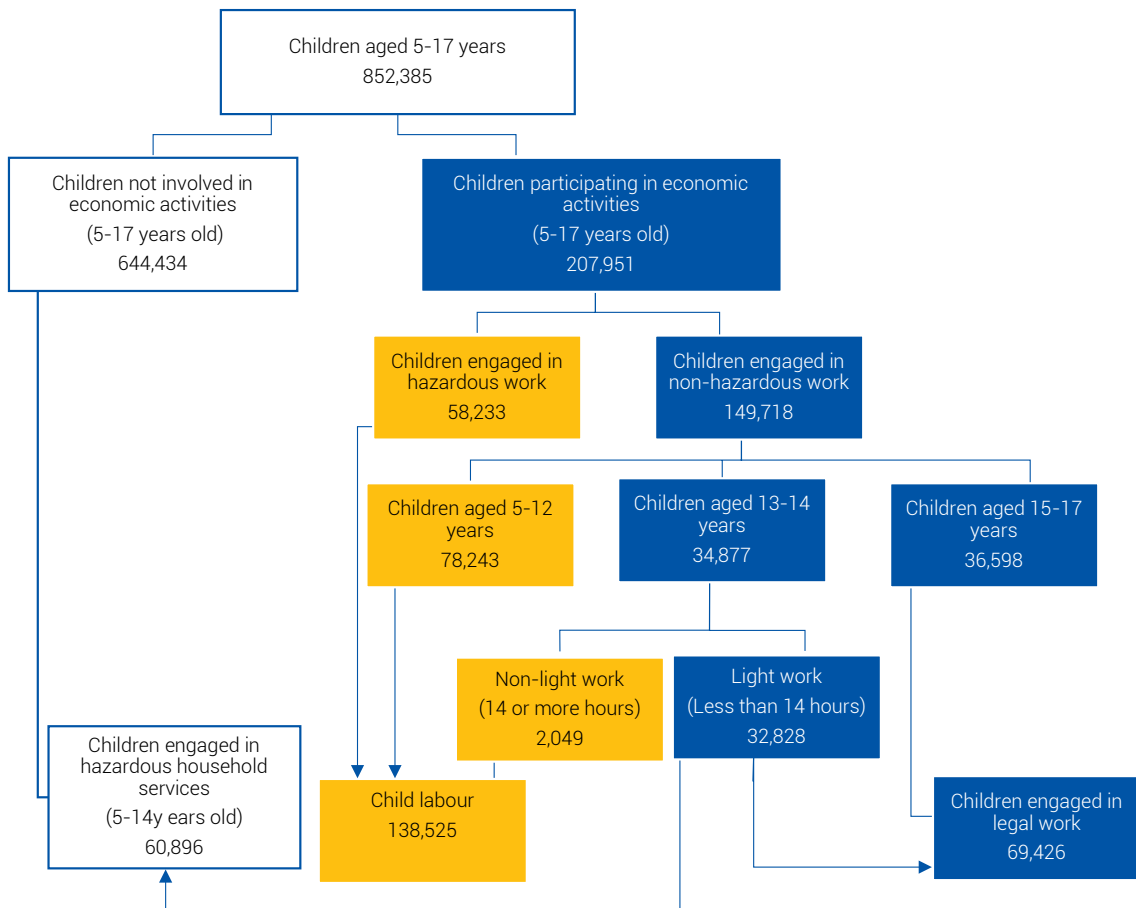 Children aged 5-17 years
852,385
Children not involved in
economic activities
(5-17 years old)
644,434
Children participating in economic
activities
(5-17 years old)
207,951
Children engaged in
hazardous work
58,233
Children engaged in
non-hazardous work
149,718
Children aged 5-12
years
78,243
Children aged 13-14
years
34,877
Children aged 15-17
years
36,598
Non-light work
(14 or more hours)
2,049
Light work
(Less than 14 hours)
32,828
Children engaged in
hazardous household
services
(5-14y ears old)
60,896
Child labour
138,525
Children engaged in
legal work
69,426